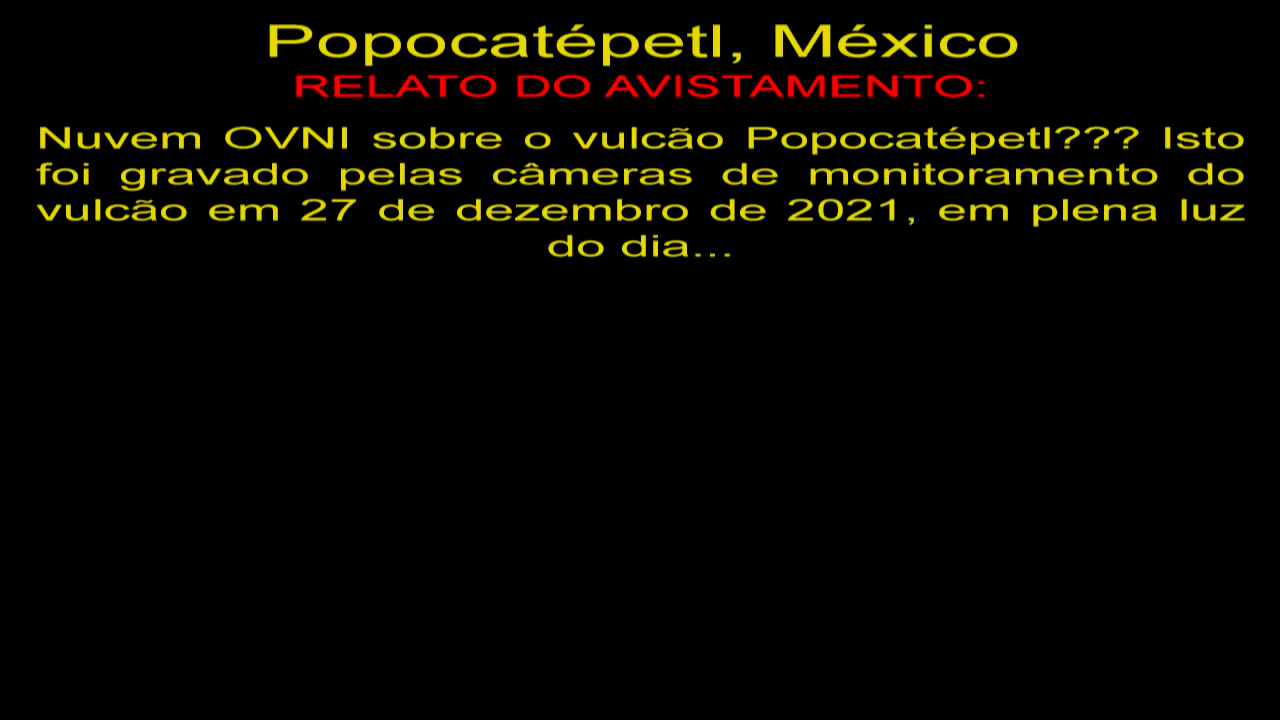 Popocatépetl, México
RELATO DO AVISTAMENTO:
Nuvem OVNI sobre o vulcão Popocatépetl??? Isto
foi gravado pelas câmeras de monitoramento do
vulcão em 27 de dezembro de 2021, em plena luz
do dia...